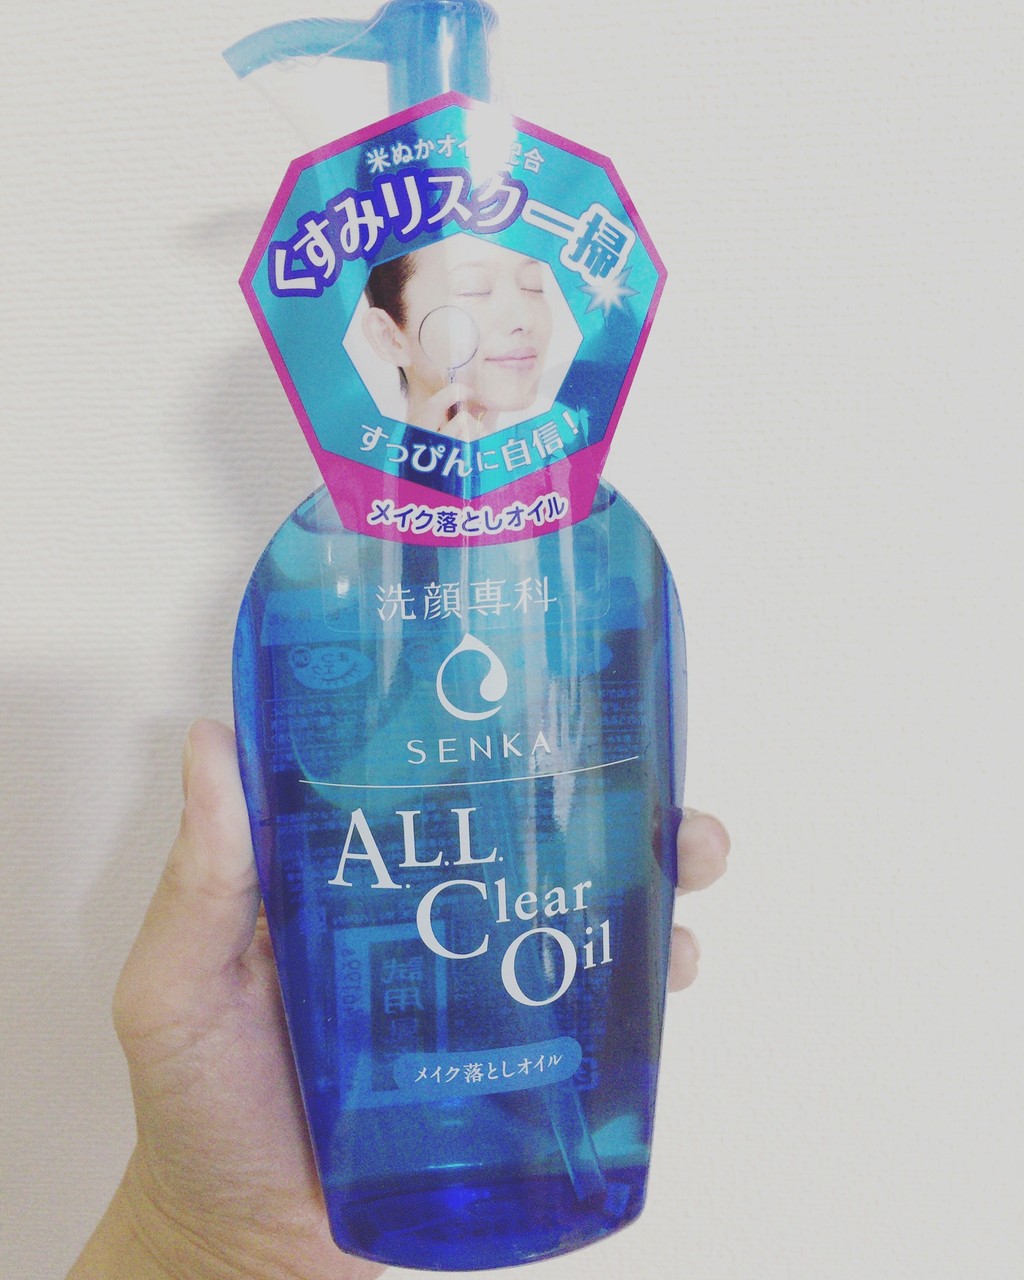 米ぬかオイル配合
くすみリスク一掃
すっぴんに自信!
メイク落としオイル
洗顔専科
SENKA
A.L.L.
Clear
Oil
メイク落としオイル